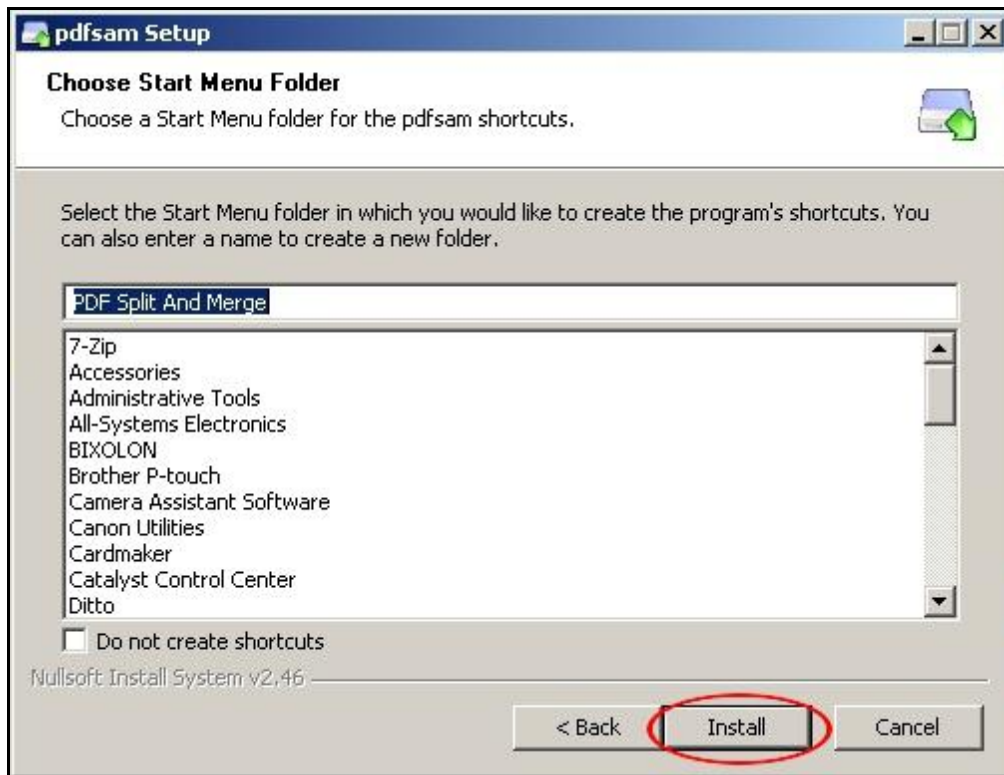 pdfsam Setup
Choose Start Menu Folder
Choose a Start Menu folder for the pdfsam shortcuts.
Select the Start Menu folder in which you would like to create the program's shortcuts. You
can also enter a name to create a new folder.
PDF Split And Merge
7-Zip
Accessories
Administrative Tools
All-Systems Electronics
BIXOLON
Brother P-touch
Camera Assistant Software
Canon Utilities
Cardmaker
Catalyst Control Center
Ditto
Do not create shortcuts
Nullsoft Install System v2.46
< Back Install Cancel